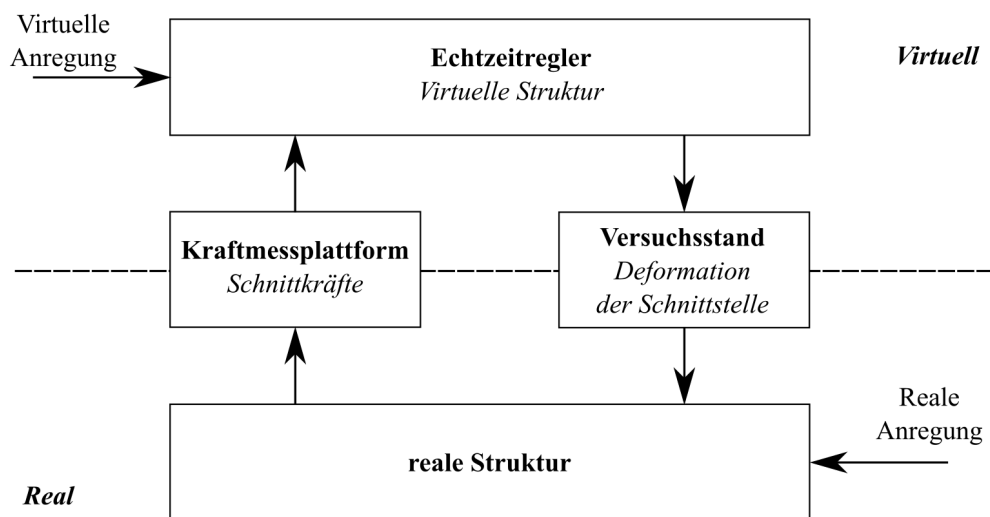 Virtuelle
Anregung
Echtzeitregler
Virtuelle Struktur
Virtuell
Kraftmessplattform
Schnittkräfte
Versuchsstand
Deformation
der Schnittstelle
Reale
Anregung
reale Struktur
Real